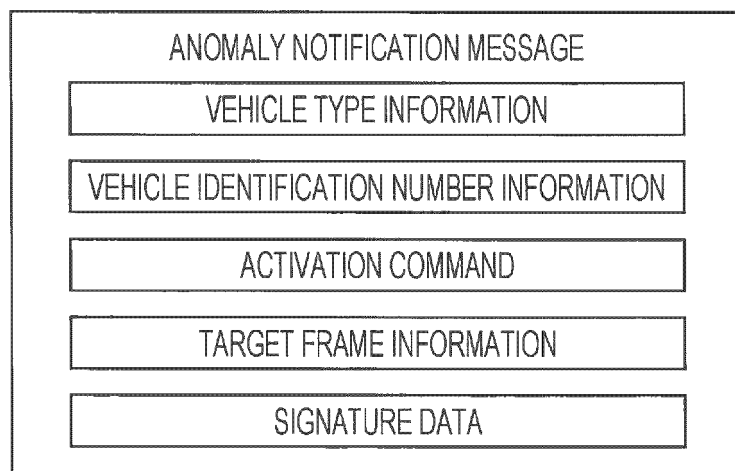 ANOMALY NOTIFICATION MESSAGE
VEHICLE TYPE INFORMATION
VEHICLE IDENTIFICATION NUMBER INFORMATION
ACTIVATION COMMAND
TARGET FRAME INFORMATION
SIGNATURE DATA